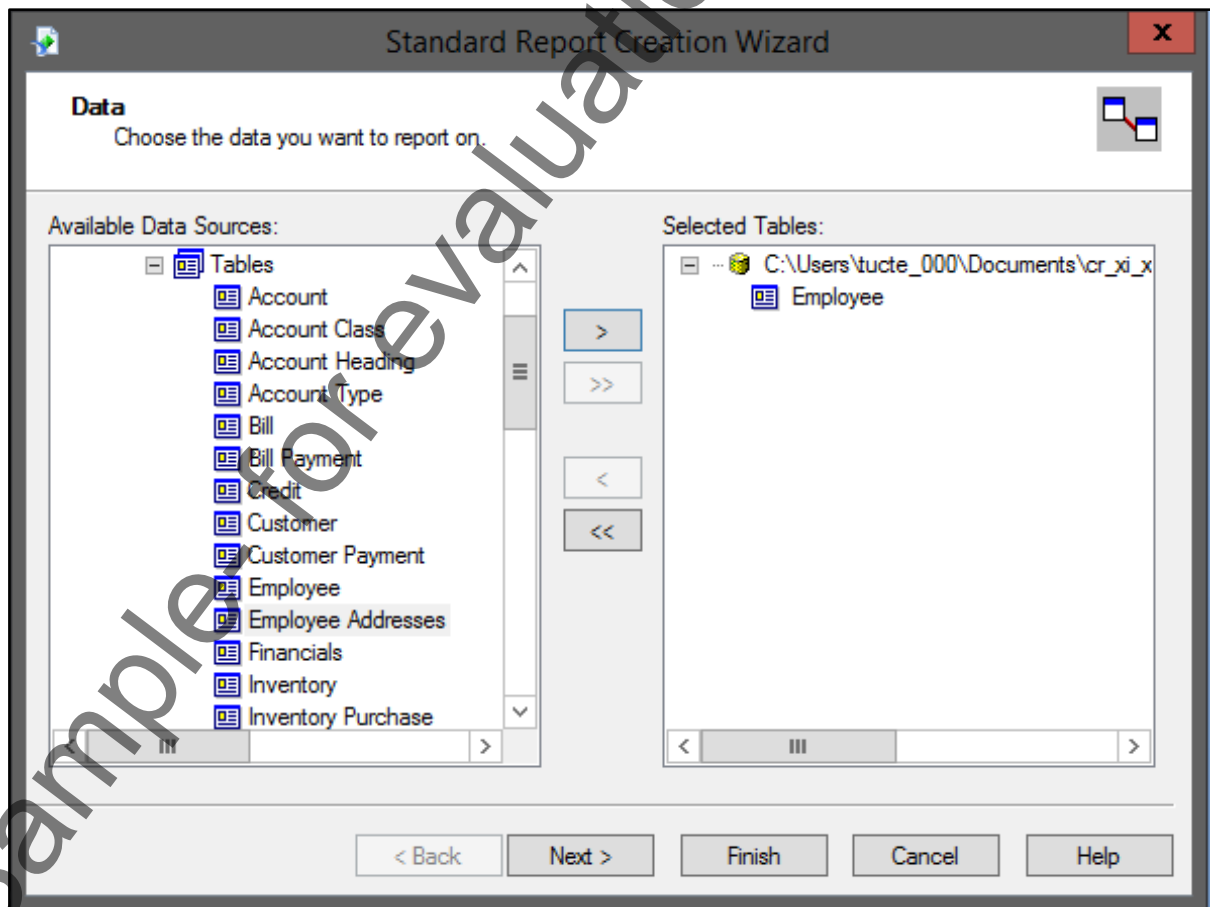 Standard Report Creation Wizard
x
Data
Choose the data you want to report on.
Available Data Sources:
Tables
Account
Account Class
Account Heading
Account Type
Bill
Bill Payment
Credit
Customer
Customer Payment
Employee
Employee Addresses
Financials
Inventory
Inventory Purchase
>
>>
<
<<
Selected Tables:
C:\Users\tucte_000\Documents\cr_xi_x
Employee
< Back
Next >
Finish
Cancel
Help
ample- for evaluatio